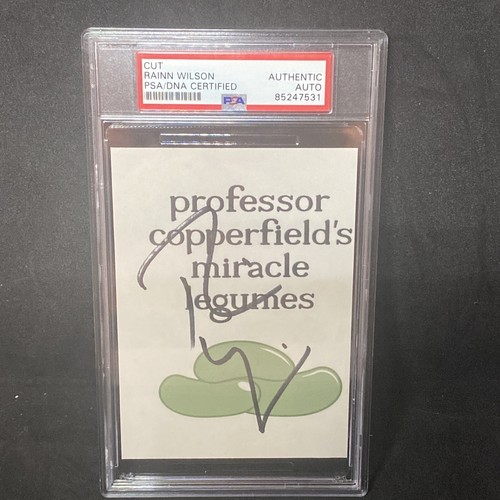 CUT
RAINN WILSON
PSA/DNA CERTIFIED
AUTHENTIC
AUTO
85247531
PSA
professor
copperfield's
miracle
legumes